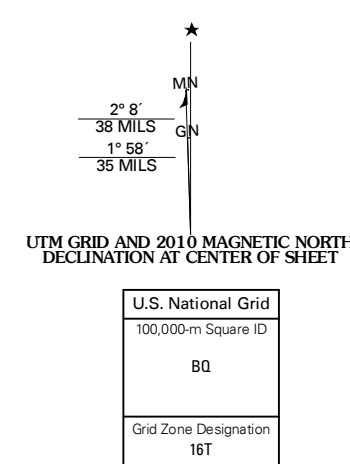 ★
MN
2° 8´
38 MILS
GN
1° 58´
35 MILS
UTM GRID AND 2010 MAGNETIC NORTH
DECLINATION AT CENTER OF SHEET
U.S. National Grid
100,000-m Square ID
BQ
Grid Zone Designation
16T